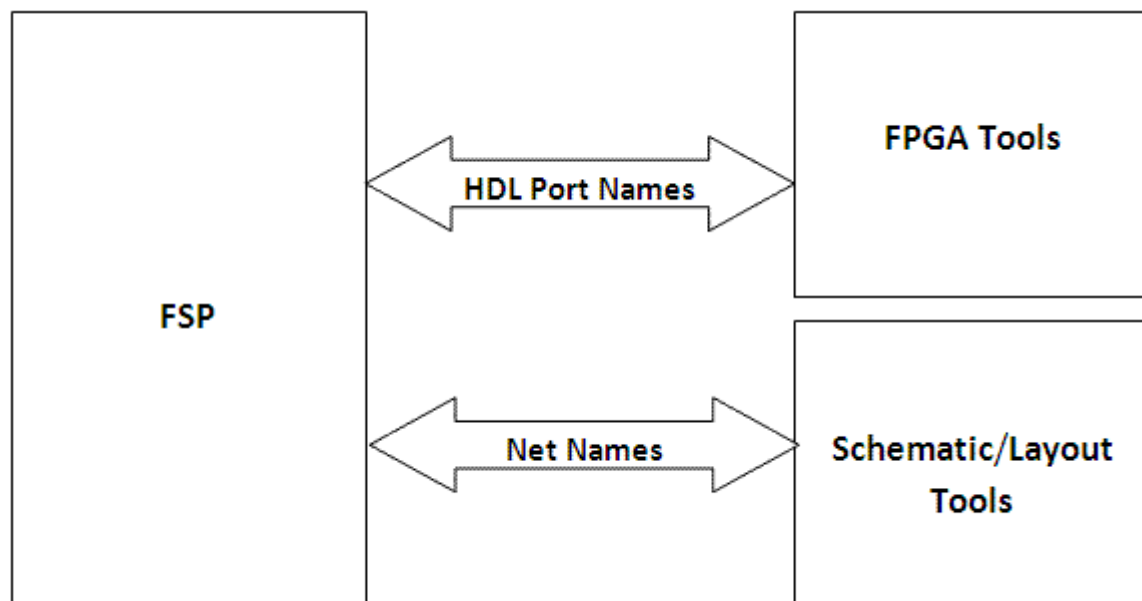 FSP
HDL Port Names
FPGA Tools
Net Names
Schematic/Layout
Tools